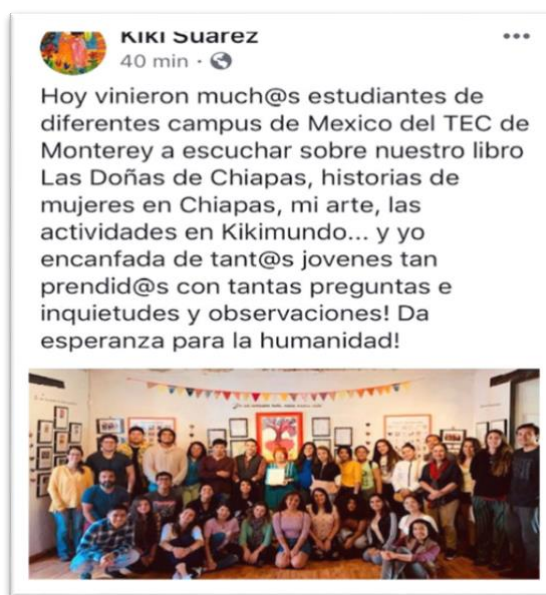 Kiki Suarez
40 min ·
Hoy vinieron much@s estudiantes de
diferentes campus de Mexico del TEC de
Monterey a escuchar sobre nuestro libro
Las Doñas de Chiapas, historias de
mujeres en Chiapas, mi arte, las
actividades en Kikimundo... y yo
encanfada de tant@s jovenes tan
prendid@s con tantas preguntas e
inquietudes y observaciones! Da
esperanza para la humanidad!